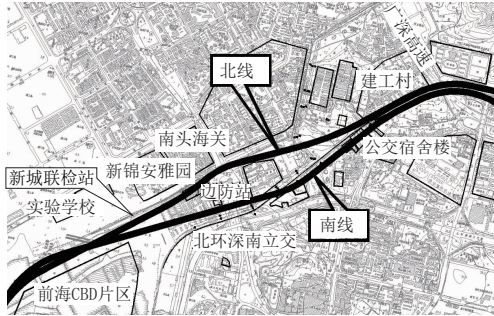 广深高速
北线
建工村
南头海关
公交宿舍楼
新锦安雅园
新城联检站
边防站
实验学校
南线
北环深南立交
前海CBD片区